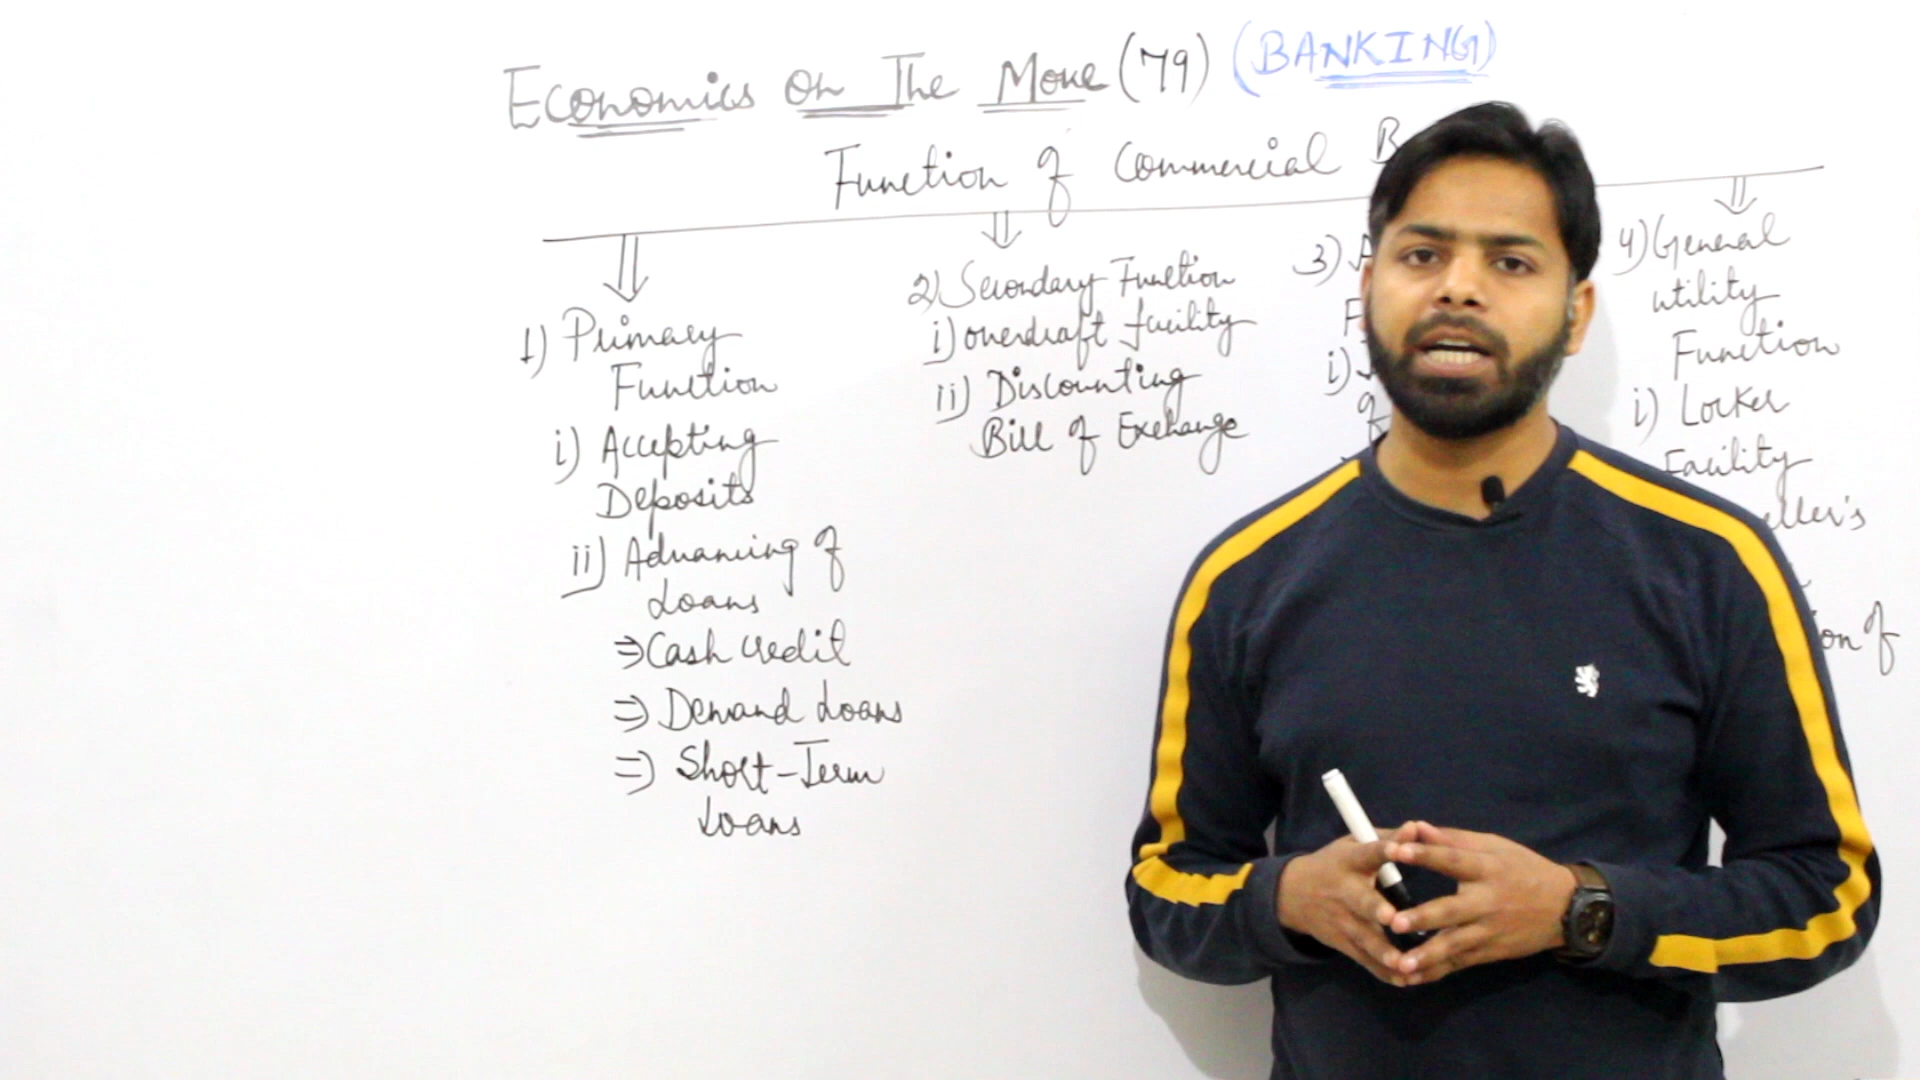 Economics On The Move (79) (BANKING)
Function of Commercial B
1) Primary
Function
i) Accepting
Deposits
ii) Advancing of
Loans
⇒ Cash Credit
⇒ Demand Loans
⇒ Short-Term
Loans
2) Secondary Function
i) overdraft facility
ii) Discounting
Bill of Exchange
3) A
F
i)
of
4) General
utility
Function
i) Locker
Facility
eller's
on of